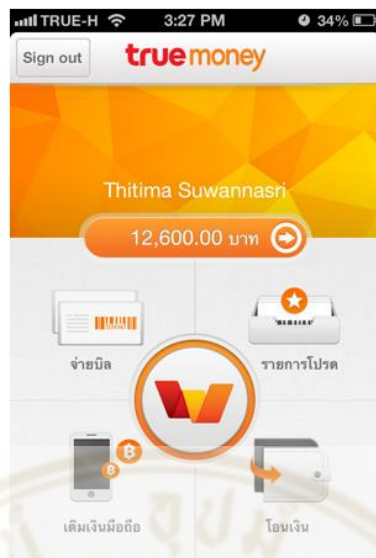 TRUE-H 3:27 PM 34%
Sign out truemoney
Thitima Suwannasri
12,600.00 บาท
จ่ายบิล รายการโปรด
เติมเงินมือถือ โอนเงิน